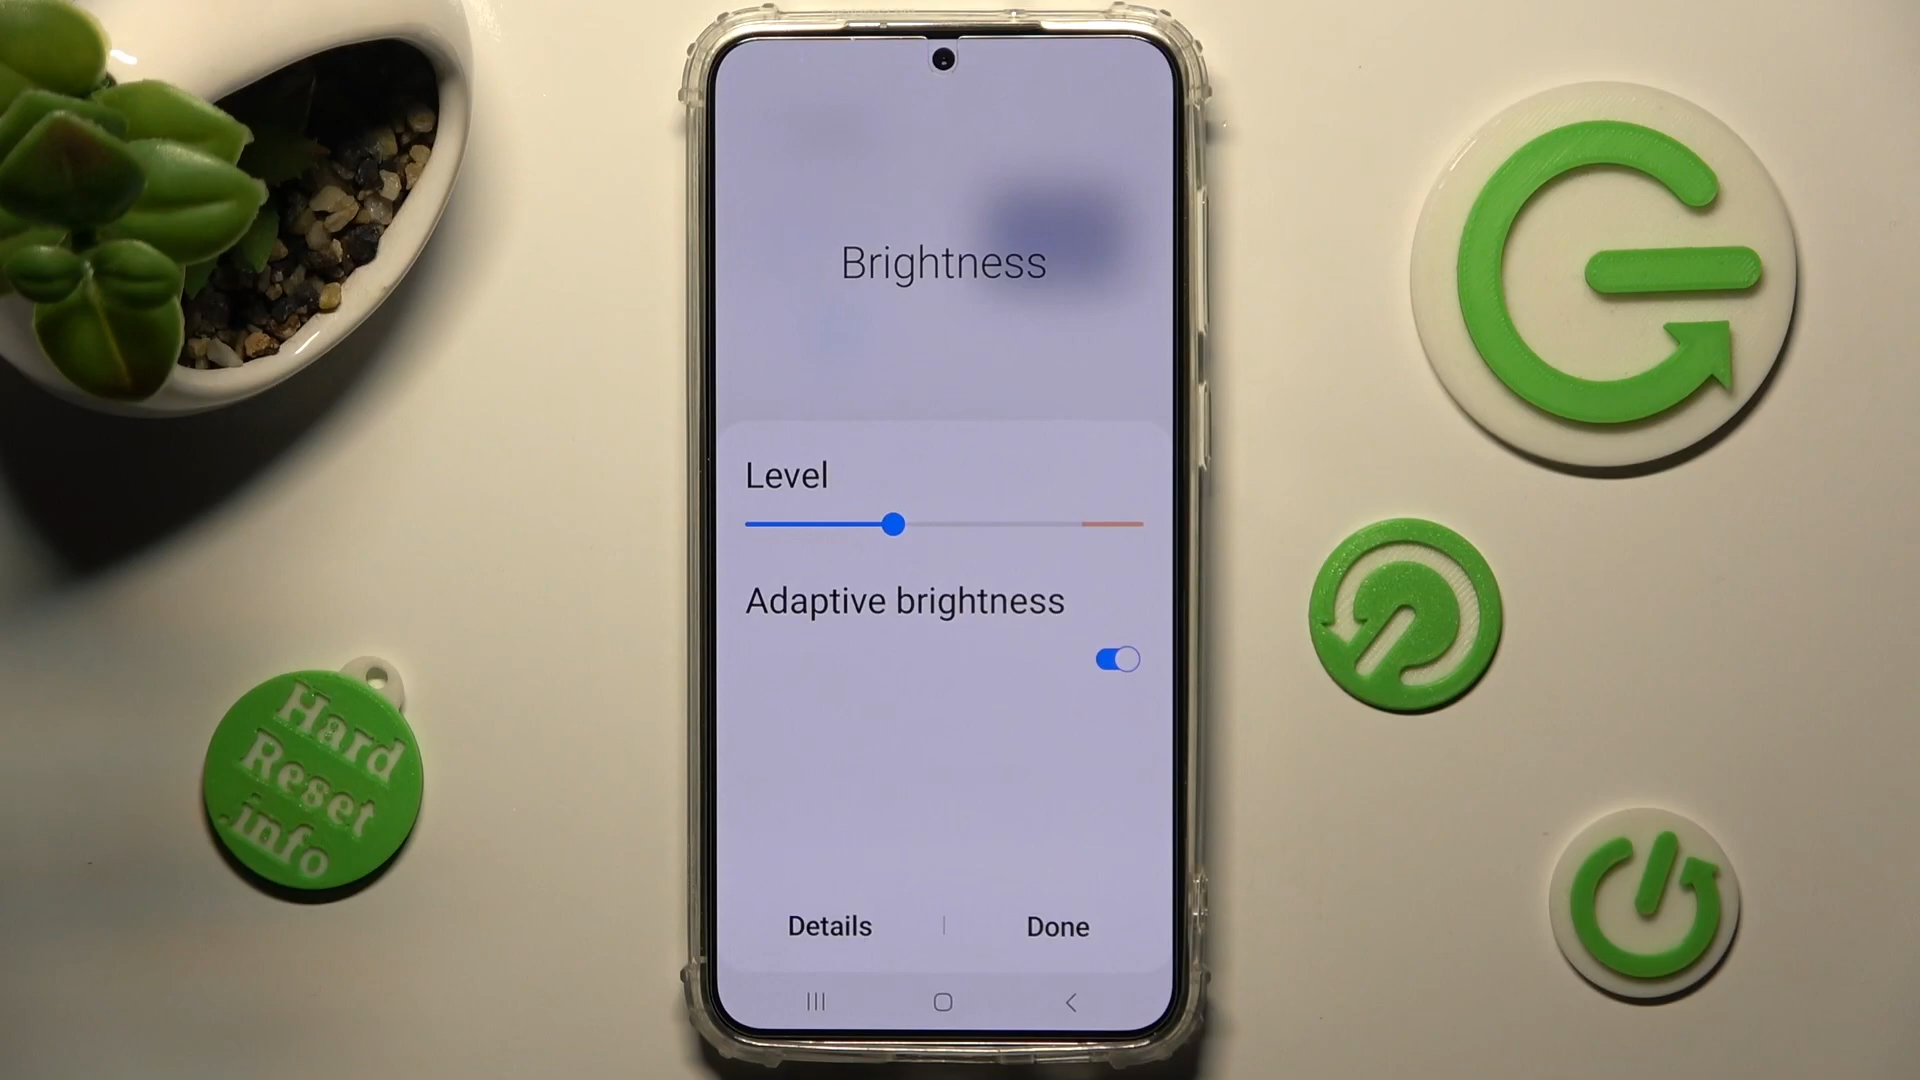 Brightness
Level
Adaptive brightness
Details
Done
Hard
Reset
.info